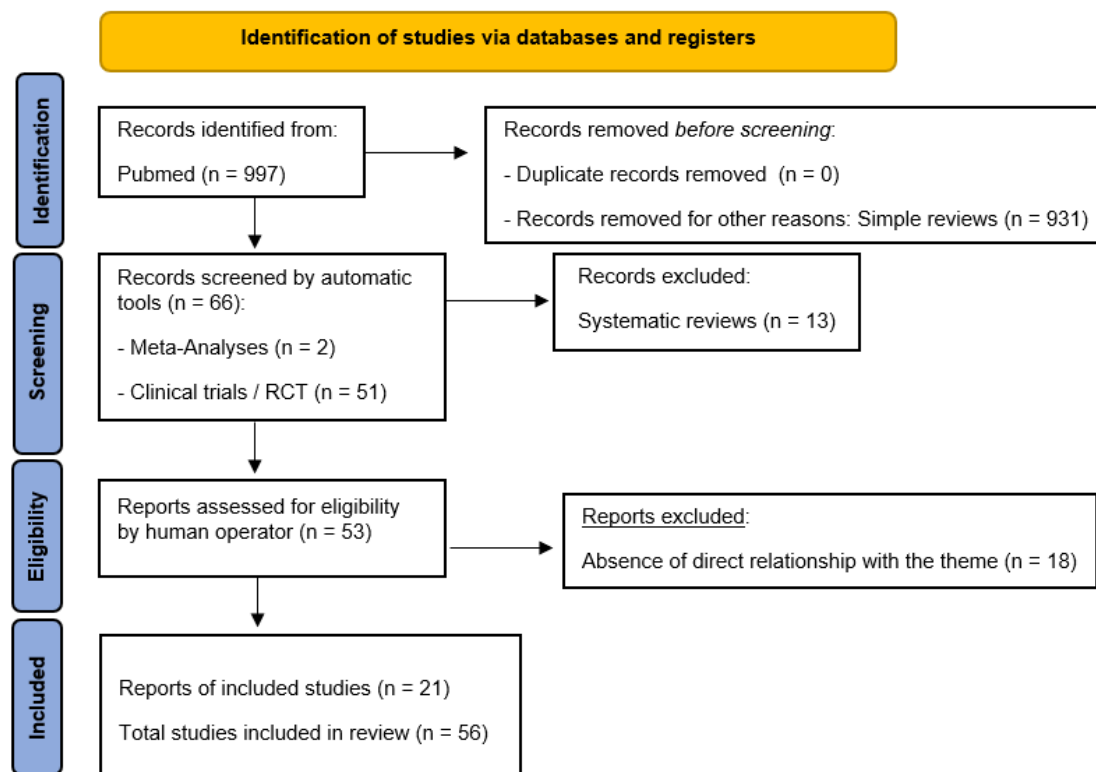 Identification of studies via databases and registers
Identification
Records identified from:
Pubmed (n = 997)
Records removed before screening:
- Duplicate records removed (n = 0)
- Records removed for other reasons: Simple reviews (n = 931)
Screening
Records screened by automatic
tools (n = 66):
- Meta-Analyses (n = 2)
- Clinical trials / RCT (n = 51)
Records excluded:
Systematic reviews (n = 13)
Eligibility
Reports assessed for eligibility
by human operator (n = 53)
Reports excluded:
Absence of direct relationship with the theme (n = 18)
Included
Reports of included studies (n = 21)
Total studies included in review (n = 56)